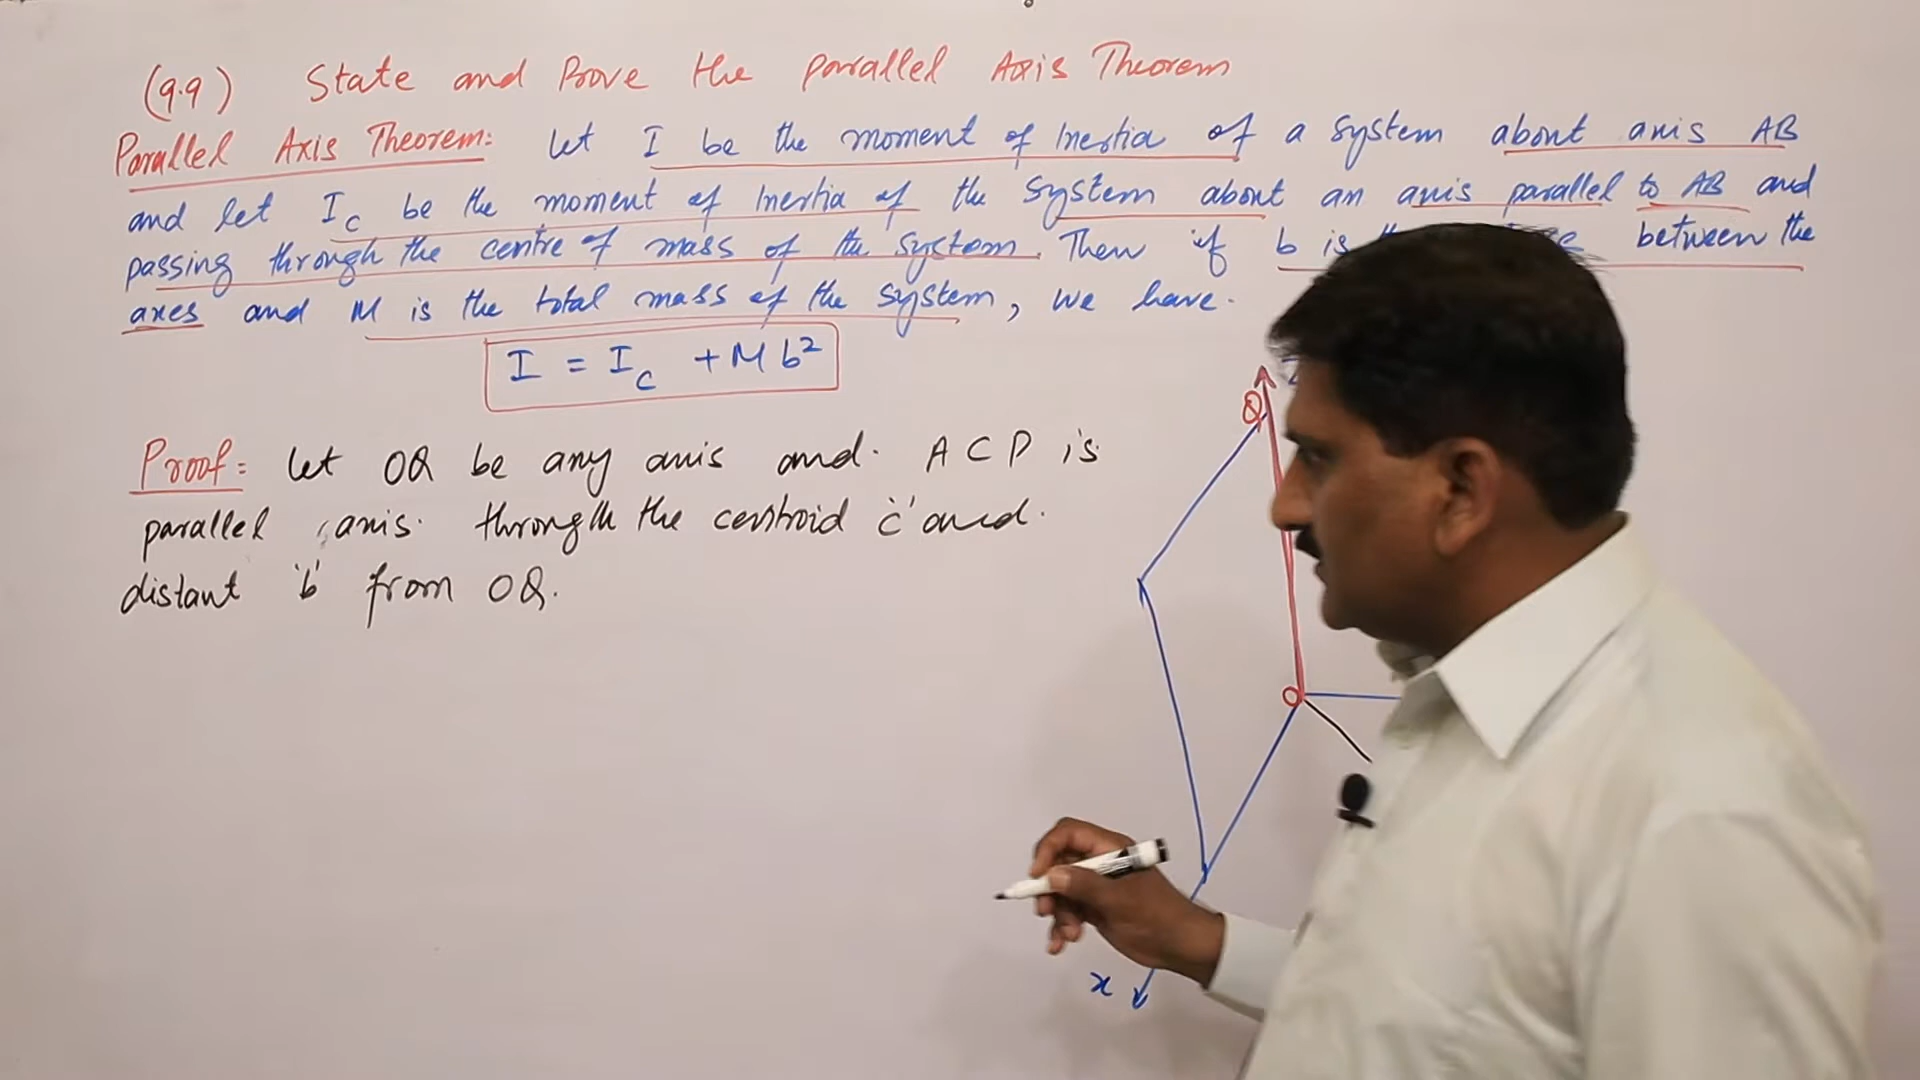 (9.9) State and Prove the parallel Axis Theorem
Parallel Axis Theorem: Let I be the moment of Inertia of a system about axis AB
and let I_C be the moment of Inertia of the system about an axis parallel to AB and
passing through the centre of mass of the system. Then if b is between the
axes and M is the total mass of the system, we have.
I = I_C + M b²
Proof: Let OQ be any axis and. A C P is
parallel axis. through the centroid 'c' and.
distant 'b' from OQ.
Q
O
x